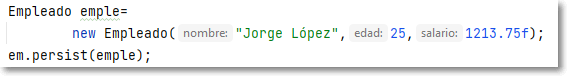 Empleado emple=
new Empleado( nombre: "Jorge López", edad: 25, salario: 1213.75f);
em.persist(emple);